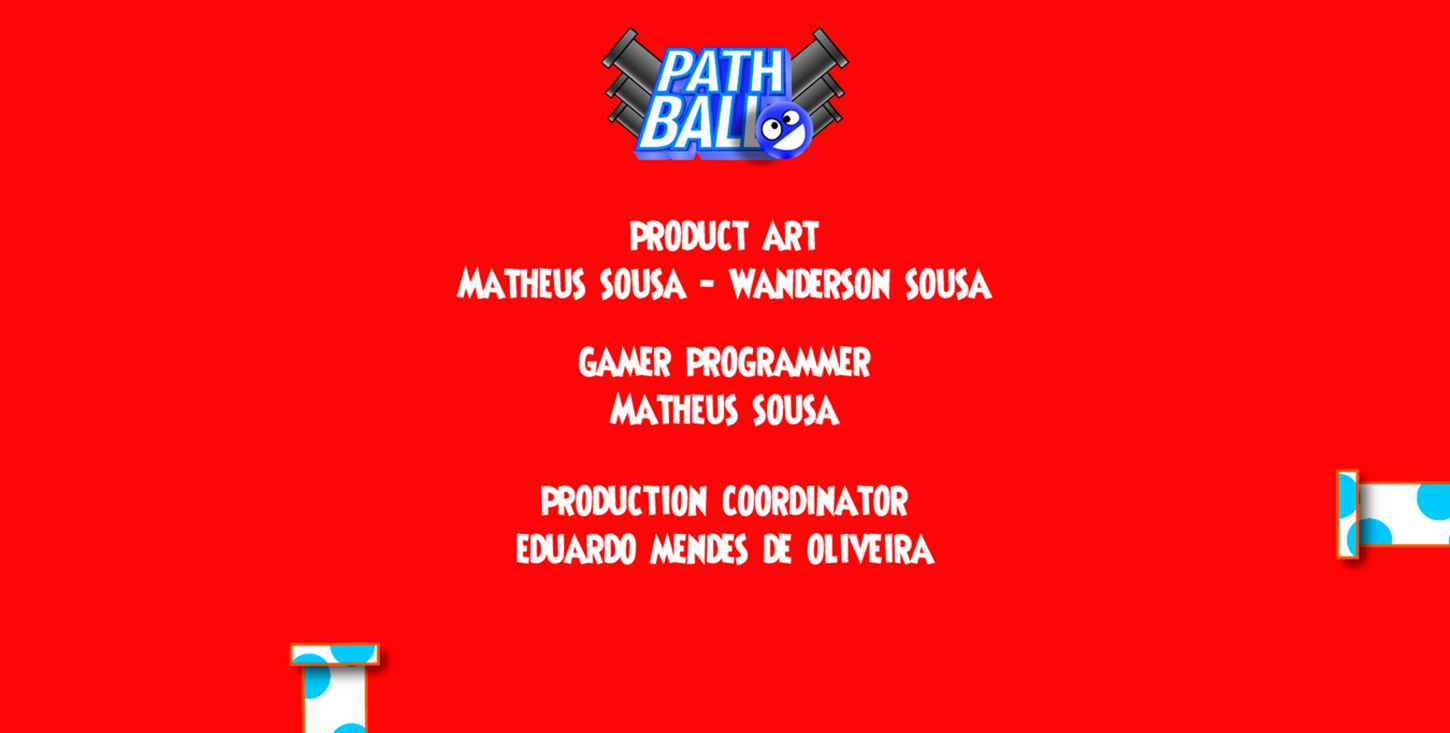 PATH
BALL
PRODUCT ART
MATHEUS SOUSA - WANDERSON SOUSA
GAMER PROGRAMMER
MATHEUS SOUSA
PRODUCTION COORDINATOR
EDUARDO MENDES DE OLIVEIRA